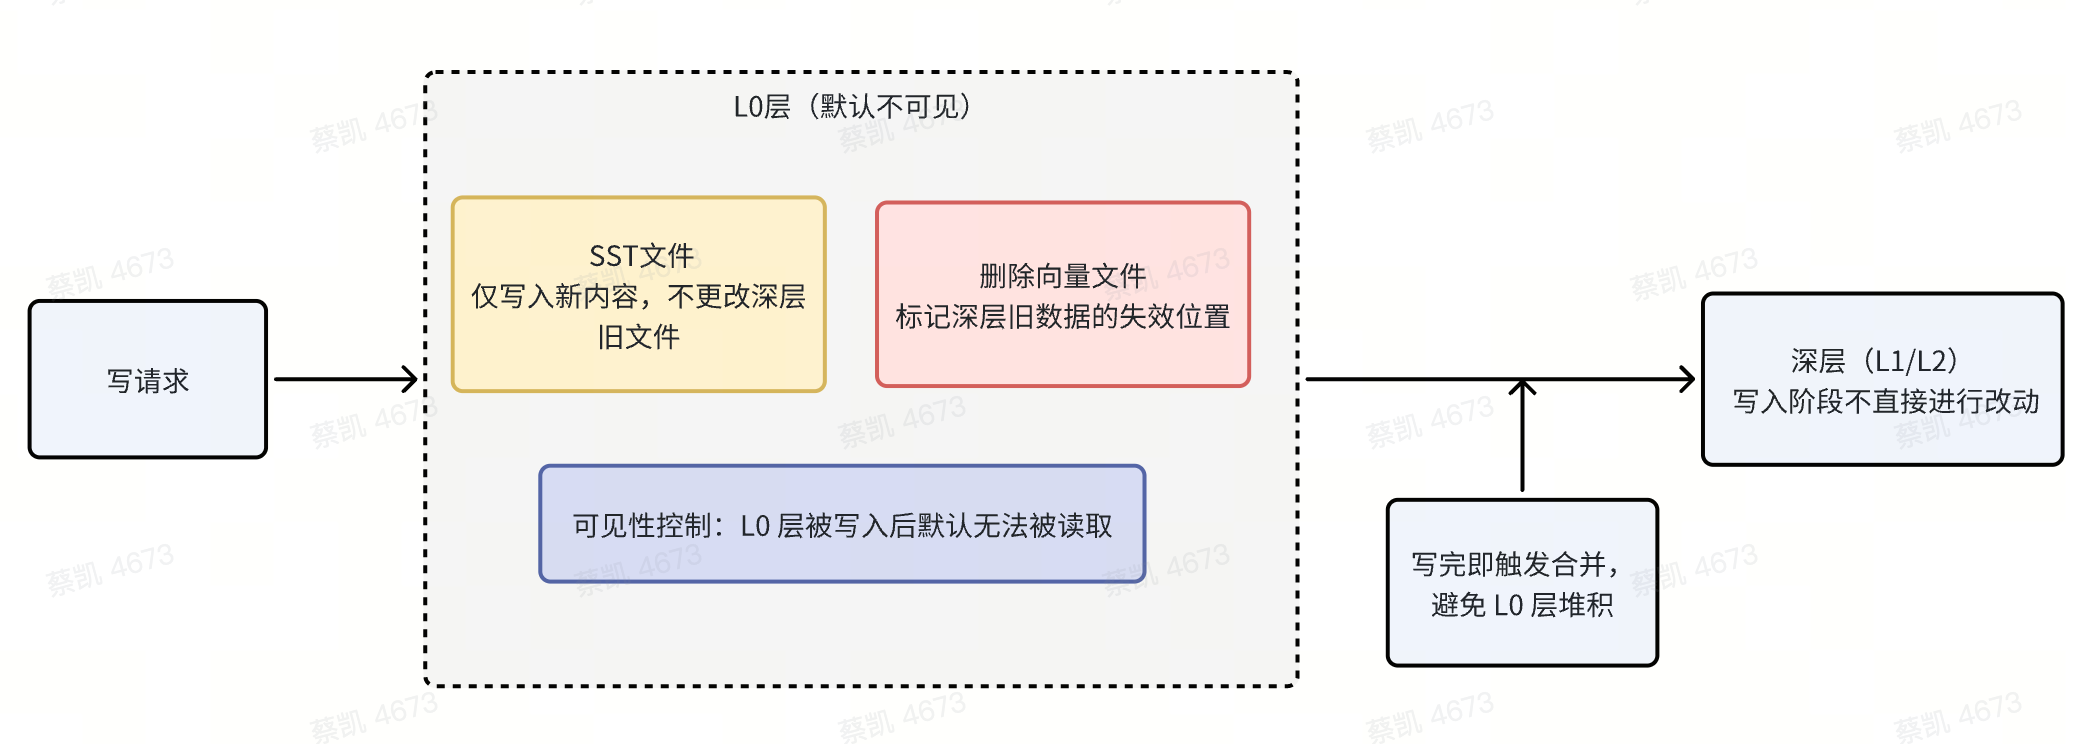 L0层（默认不可见）
SST文件
仅写入新内容，不更改深层
旧文件
删除向量文件
标记深层旧数据的失效位置
写请求
深层（L1/L2）
写入阶段不直接进行改动
可见性控制：L0 层被写入后默认无法被读取
写完即触发合并，
避免 L0 层堆积
蔡凯 4673